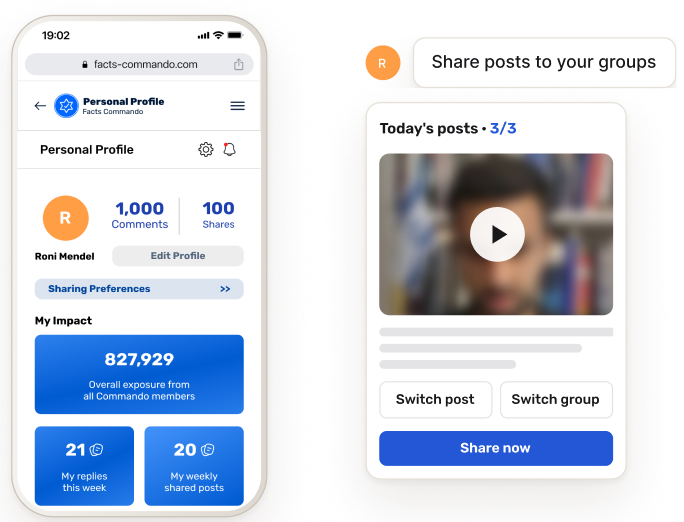 19:02
facts-commando.com
Personal Profile
Facts Commando
Personal Profile
R
1,000
Comments
100
Shares
Roni Mendel
Edit Profile
Sharing Preferences >>
My Impact
827,929
Overall exposure from
all Commando members
21
My replies
this week
20
My weekly
shared posts
R
Share posts to your groups
Today's posts • 3/3
Switch post
Switch group
Share now